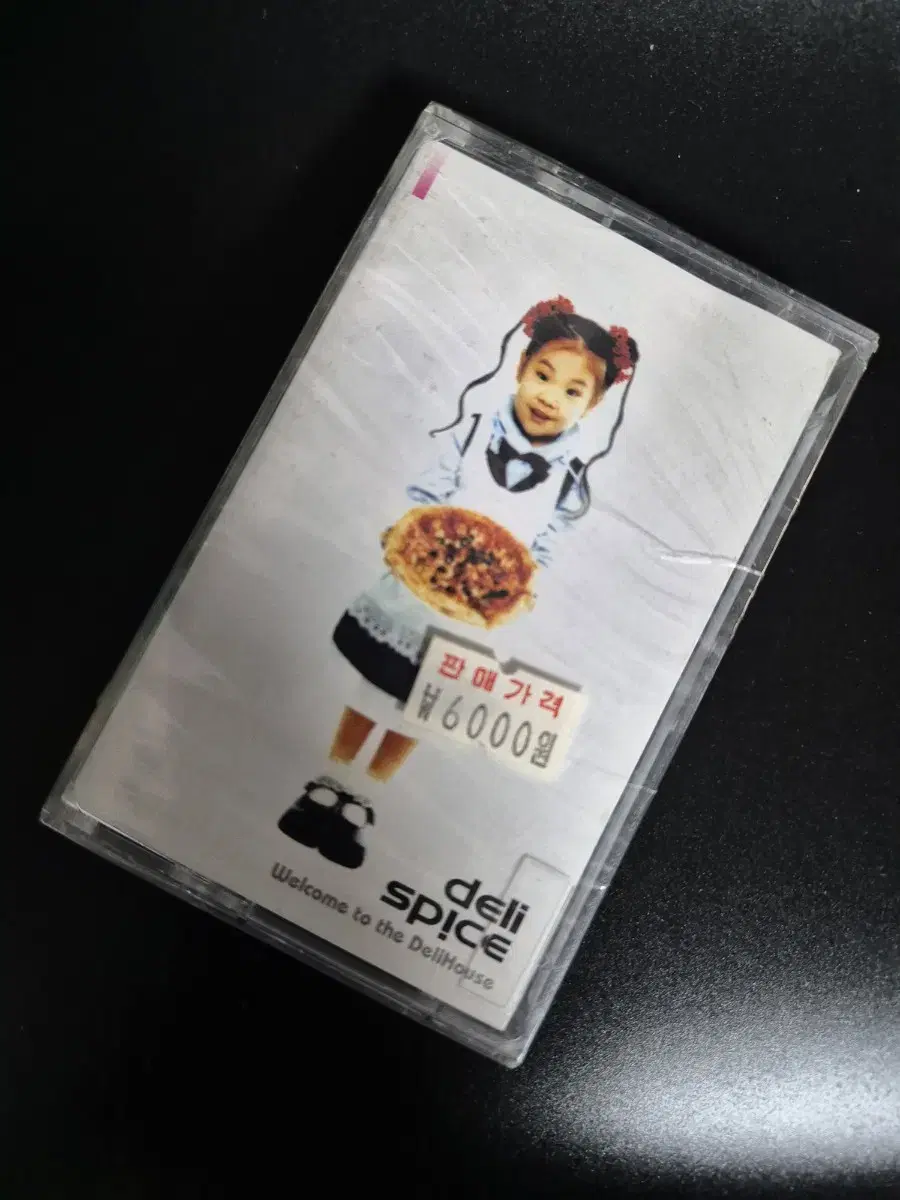 판매가격
₩6000원
deli
spice
Welcome to the DeliHouse